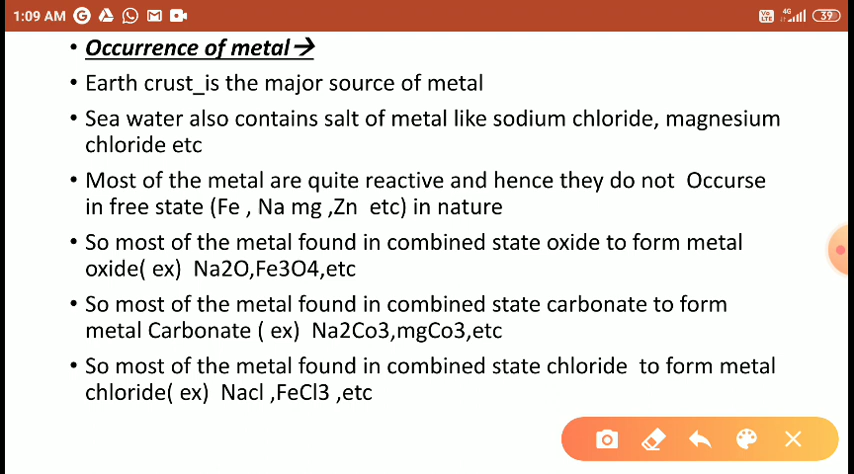 1:09 AM Vo LTE 4G 39
• Occurrence of metal→
• Earth crust_is the major source of metal
• Sea water also contains salt of metal like sodium chloride, magnesium
chloride etc
• Most of the metal are quite reactive and hence they do not Occurse
in free state (Fe , Na mg ,Zn etc) in nature
• So most of the metal found in combined state oxide to form metal
oxide( ex) Na2O,Fe3O4,etc
• So most of the metal found in combined state carbonate to form
metal Carbonate ( ex) Na2Co3,mgCo3,etc
• So most of the metal found in combined state chloride to form metal
chloride( ex) Nacl ,FeCl3 ,etc